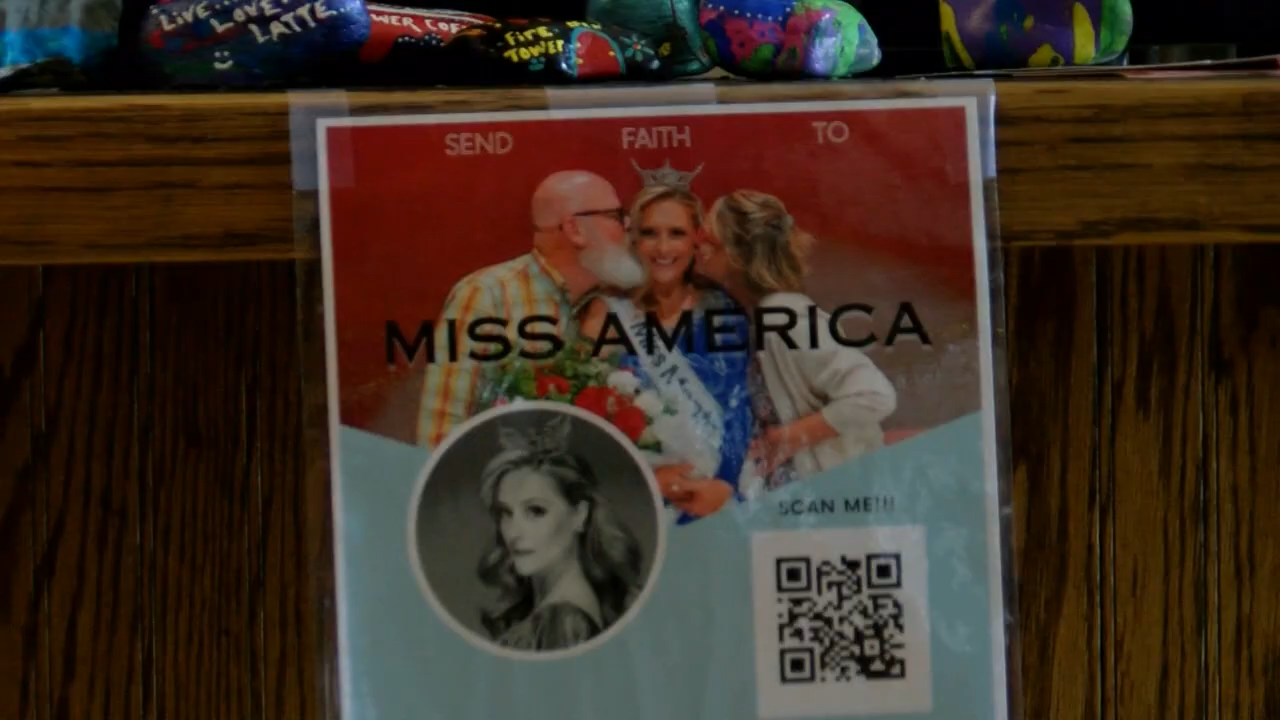 LIVE... LOVE...
LATTE...
FIRE
TOWER
SEND FAITH TO
MISS AMERICA
SCAN ME!!!